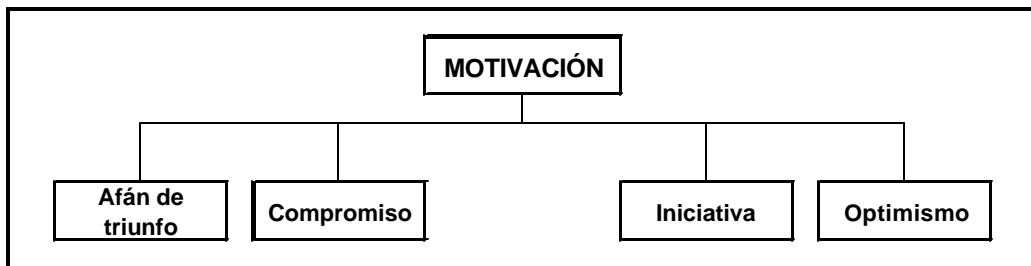 MOTIVACIÓN
Afán de
triunfo
Compromiso
Iniciativa
Optimismo